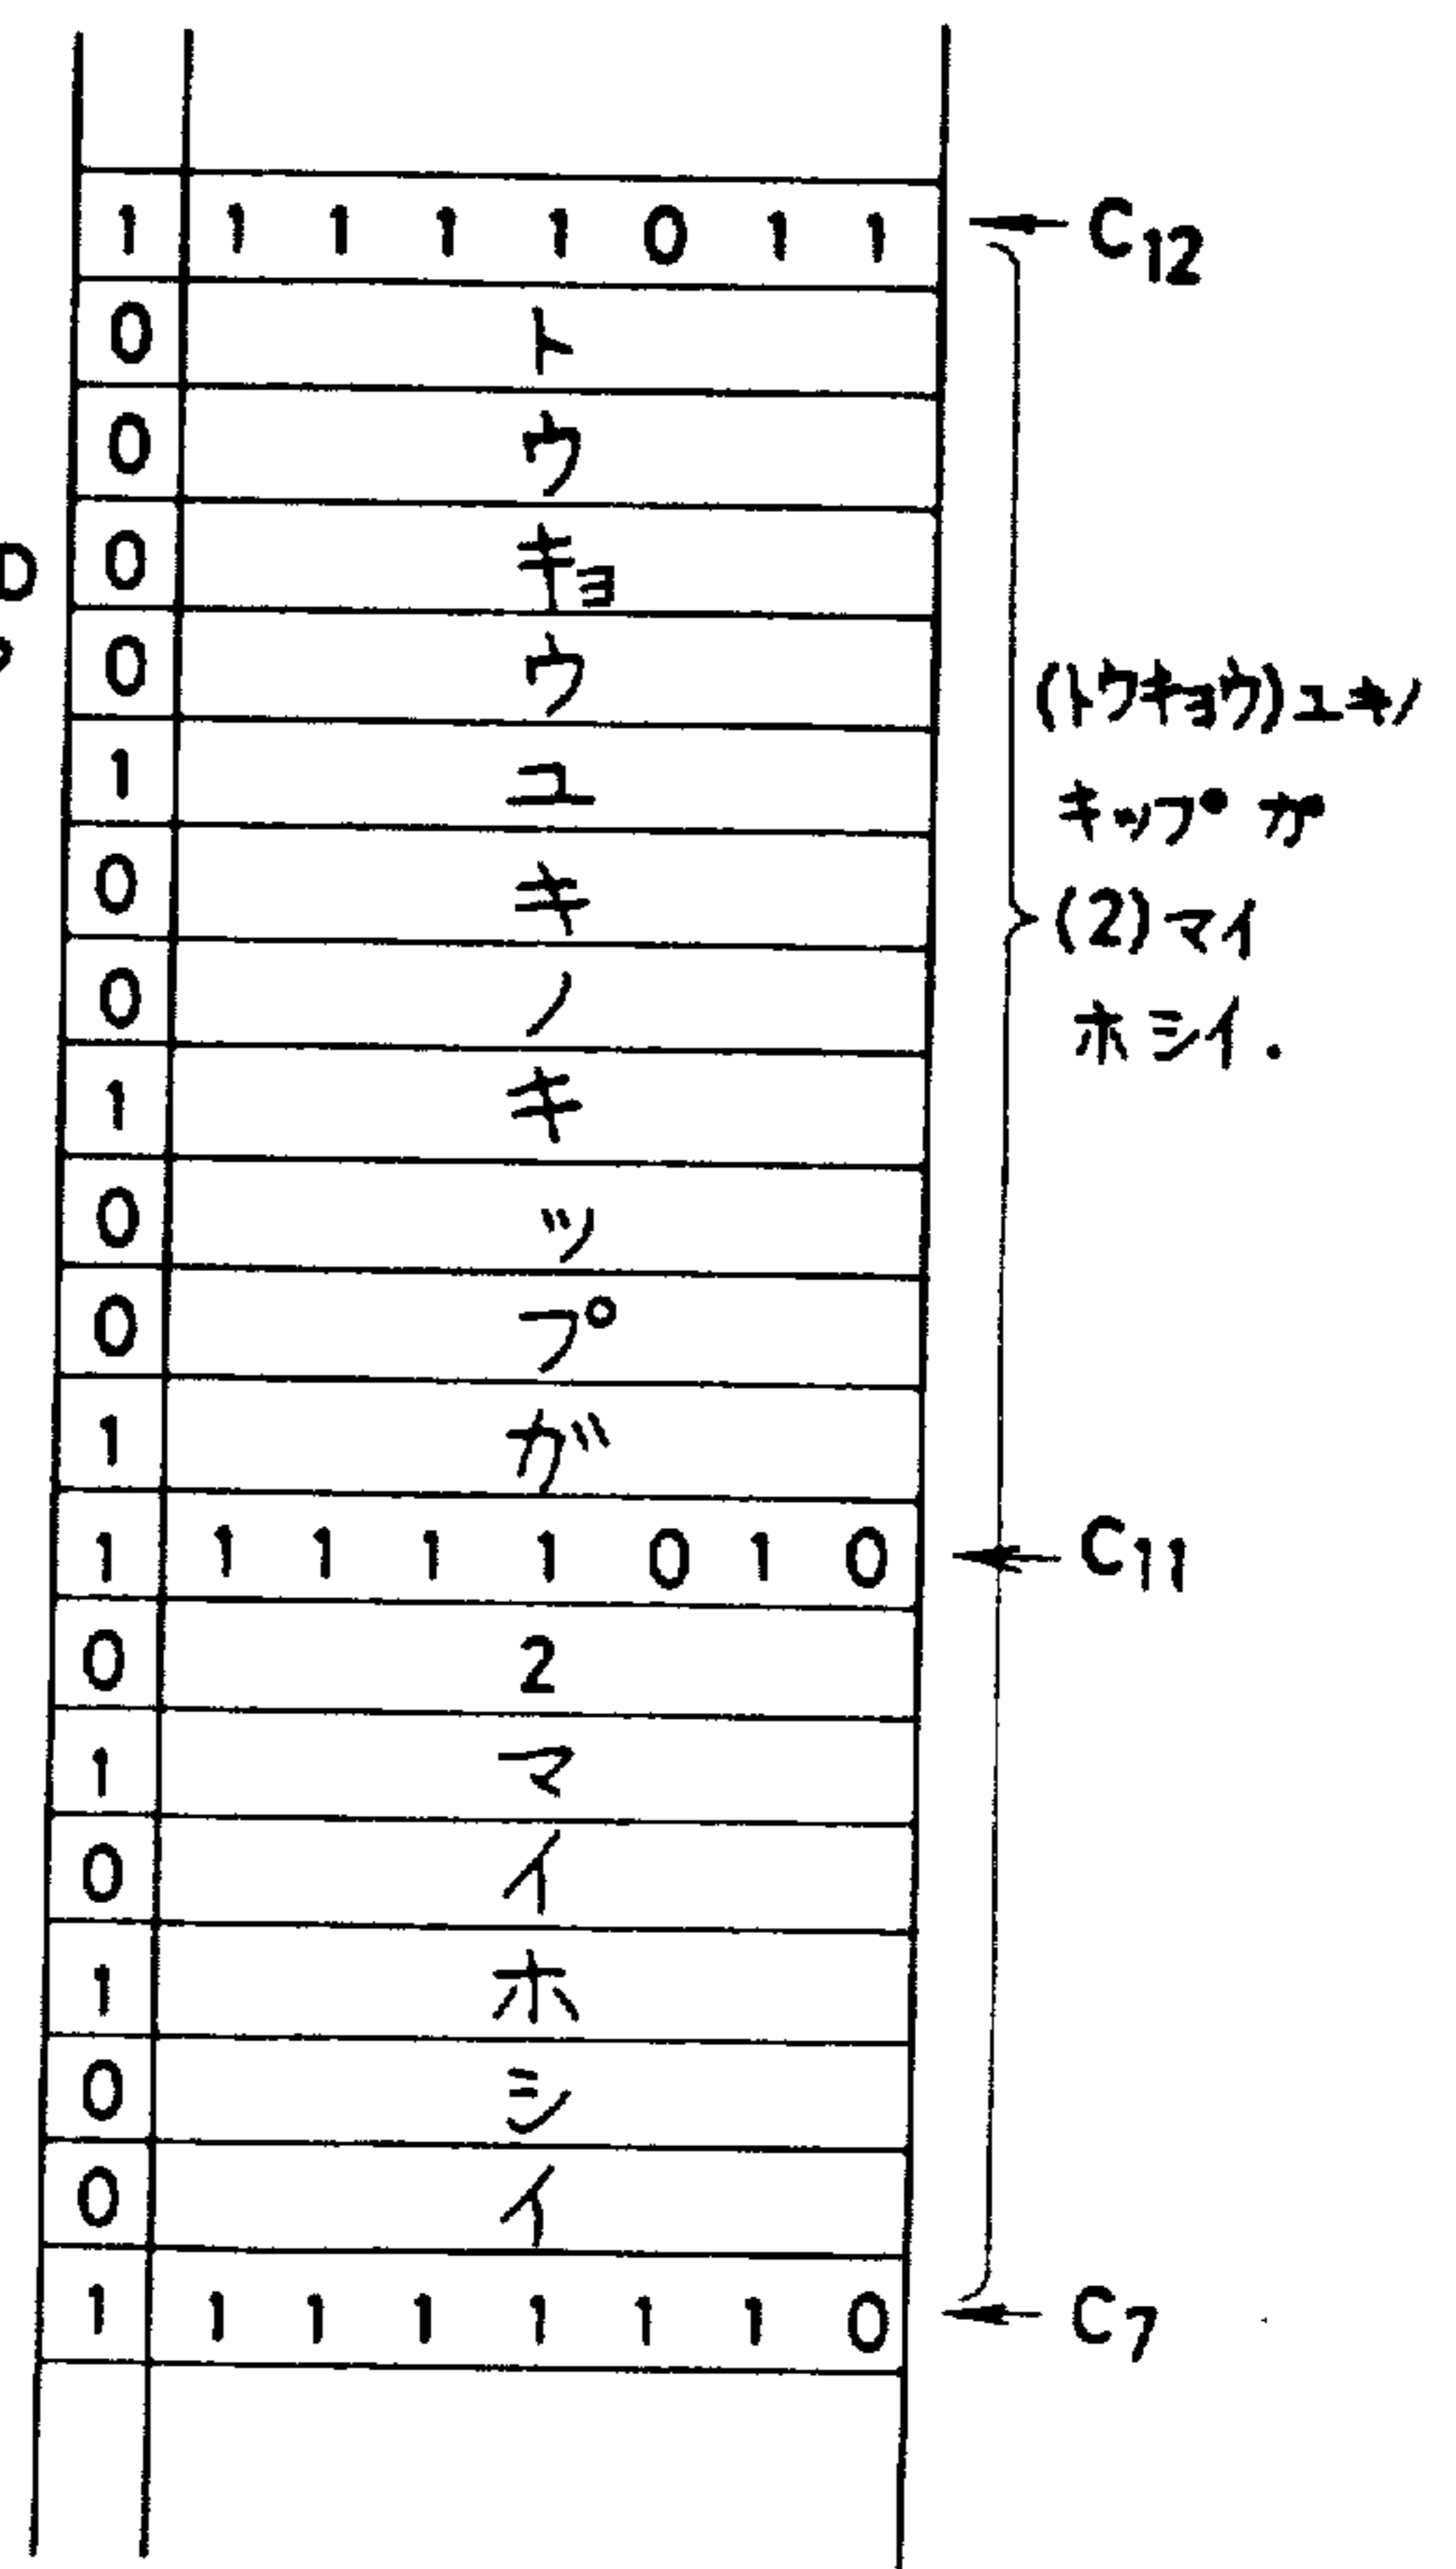 1 1 1 1 1 0 1 1 ← C12
0 ト
0 ウ
0 キョ
0 ウ
1 ユ
0 キ
0 ノ
1 キ
0 ッ
0 プ
1 ガ
1 1 1 1 1 0 1 0 ← C11
0 2
1 マ
0 イ
1 ホ
0 シ
0 イ
1 1 1 1 1 1 1 0 ← C7
(トウキョウ)ユキノ
キップガ
(2)マイ
ホシイ.